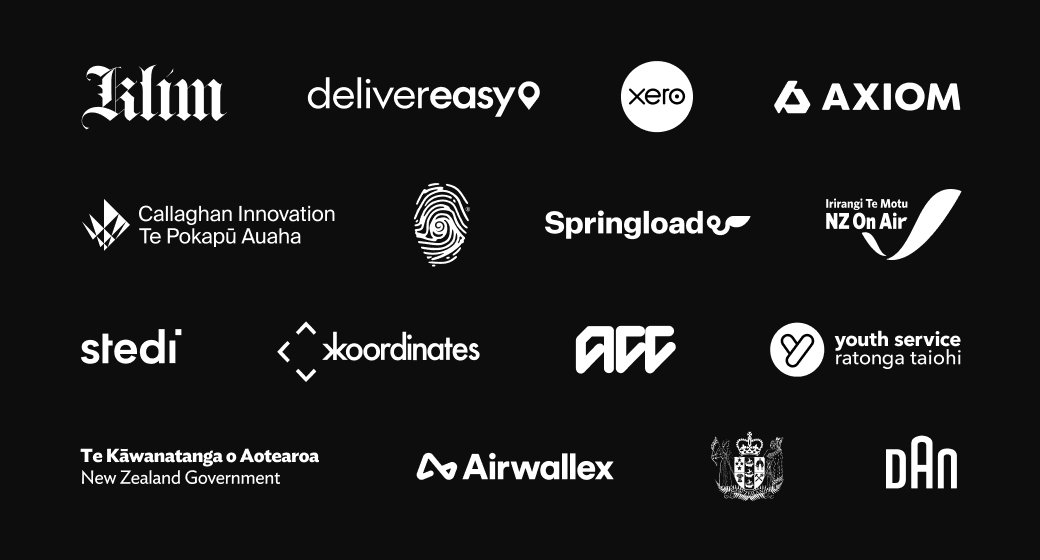 klim
delivereasy
xero
AXIOM
Callaghan Innovation
Te Pokapū Auaha
Springload
Irirangi Te Motu
NZ On Air
stedi
koordinates
acc
youth service
ratonga taiohi
Te Kāwanatanga o Aotearoa
New Zealand Government
Airwallex
DAn